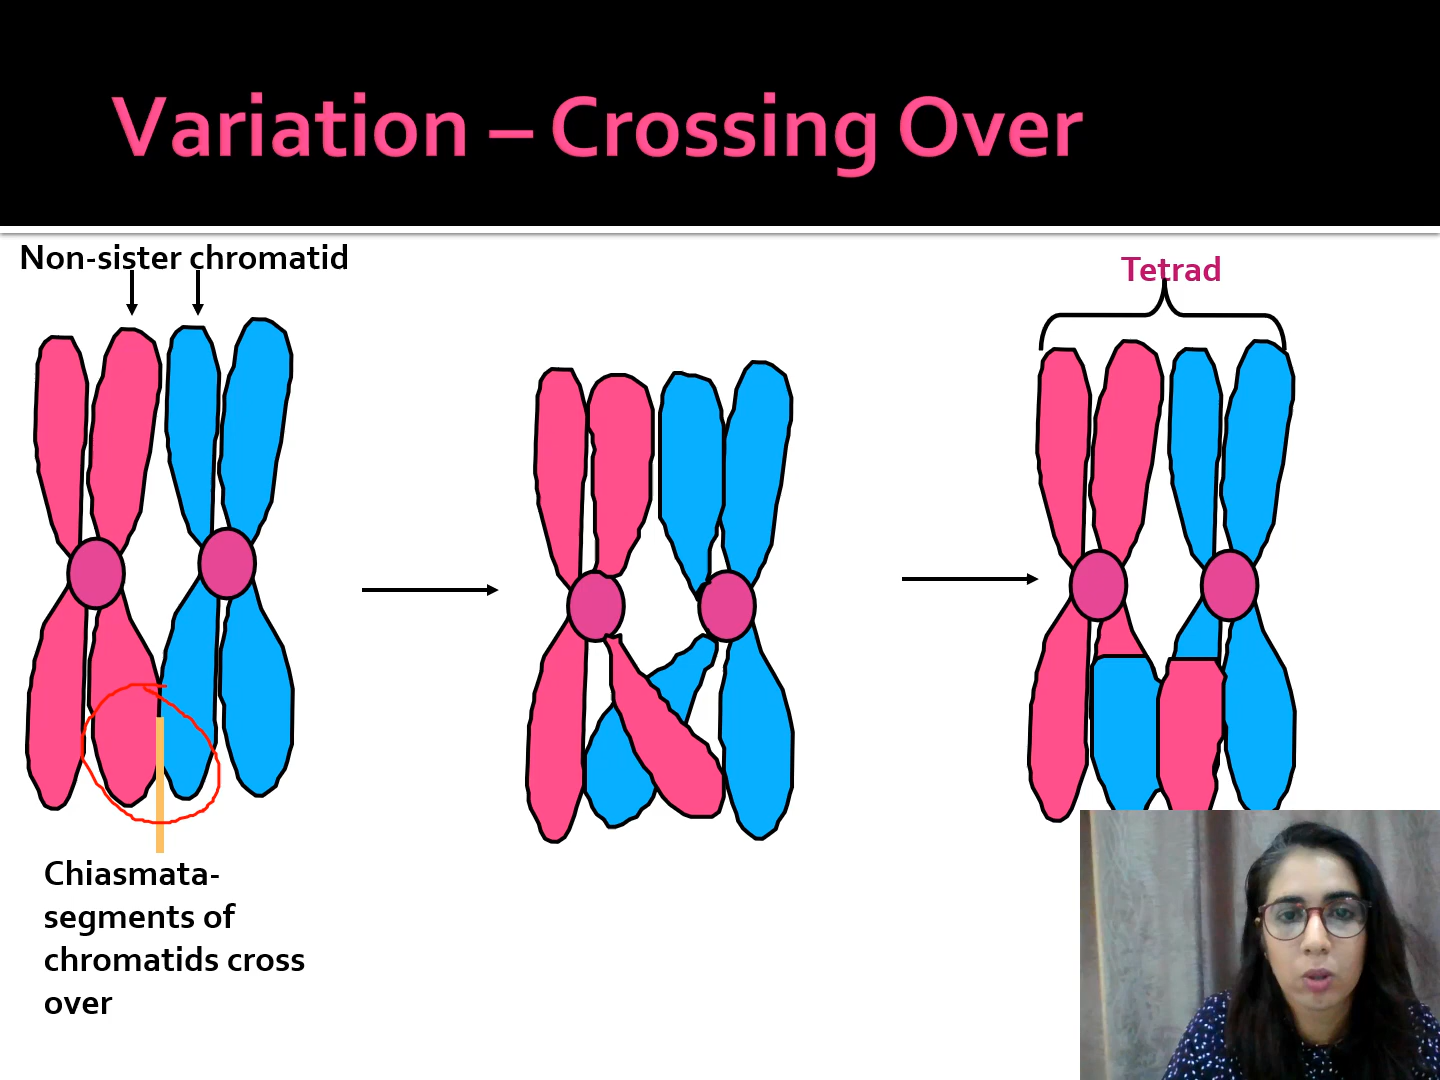 Variation – Crossing Over
Non-sister chromatid
Tetrad
Chiasmata-
segments of
chromatids cross
over